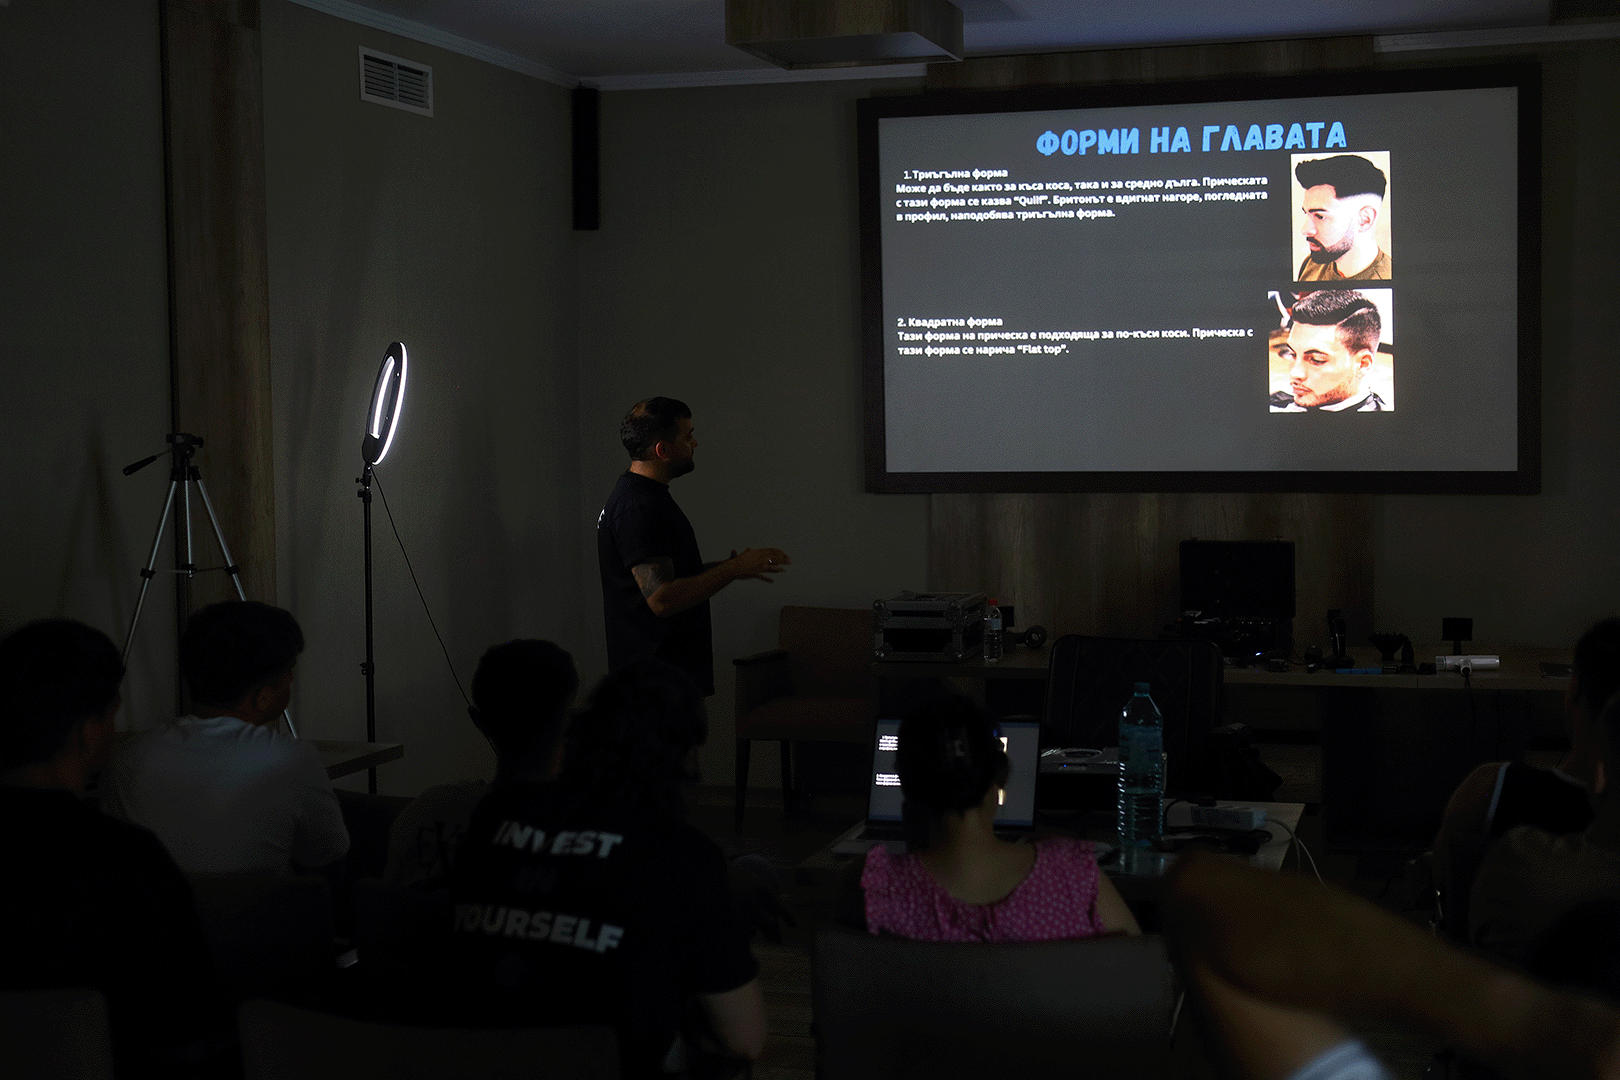 ФОРМИ НА ГЛАВАТА
1. Триъгълна форма
Може да бъде както за къса коса, така и за средно дълга. Прическата
с тази форма се казва “Quiff”. Бритонът е вдигнат нагоре, погледната
в профил, наподобява триъгълна форма.
2. Квадратна форма
Тази форма на прическа е подходяща за по-къси коси. Прическа с
тази форма се нарича “Flat top”.
INVEST
IN
YOURSELF